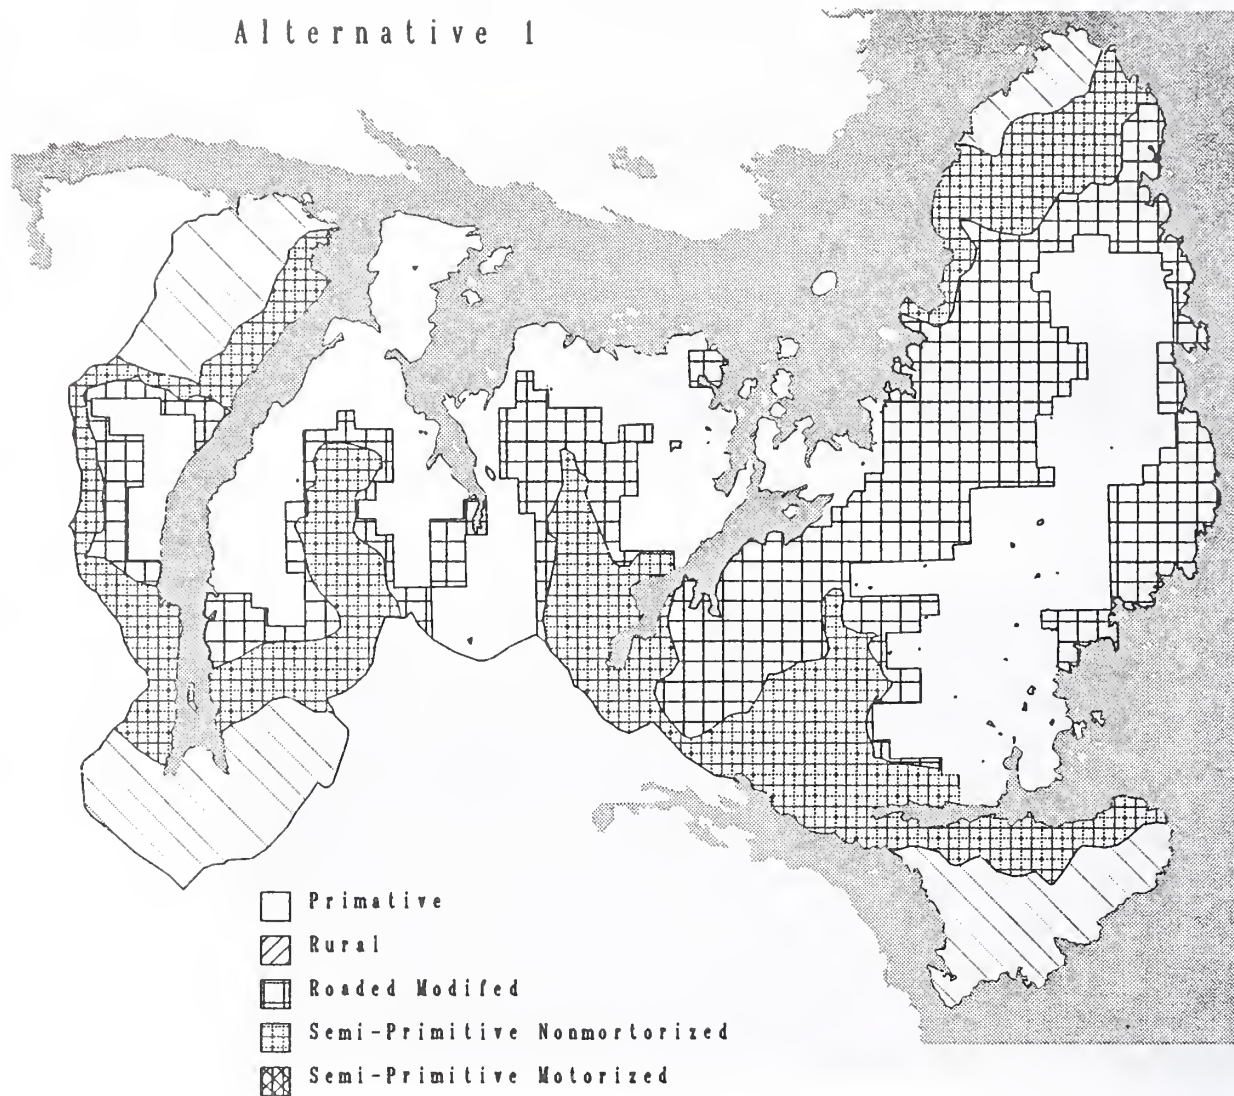 Alternative 1
Primative
Rural
Roaded Modifed
Semi-Primitive Nonmortorized
Semi-Primitive Motorized